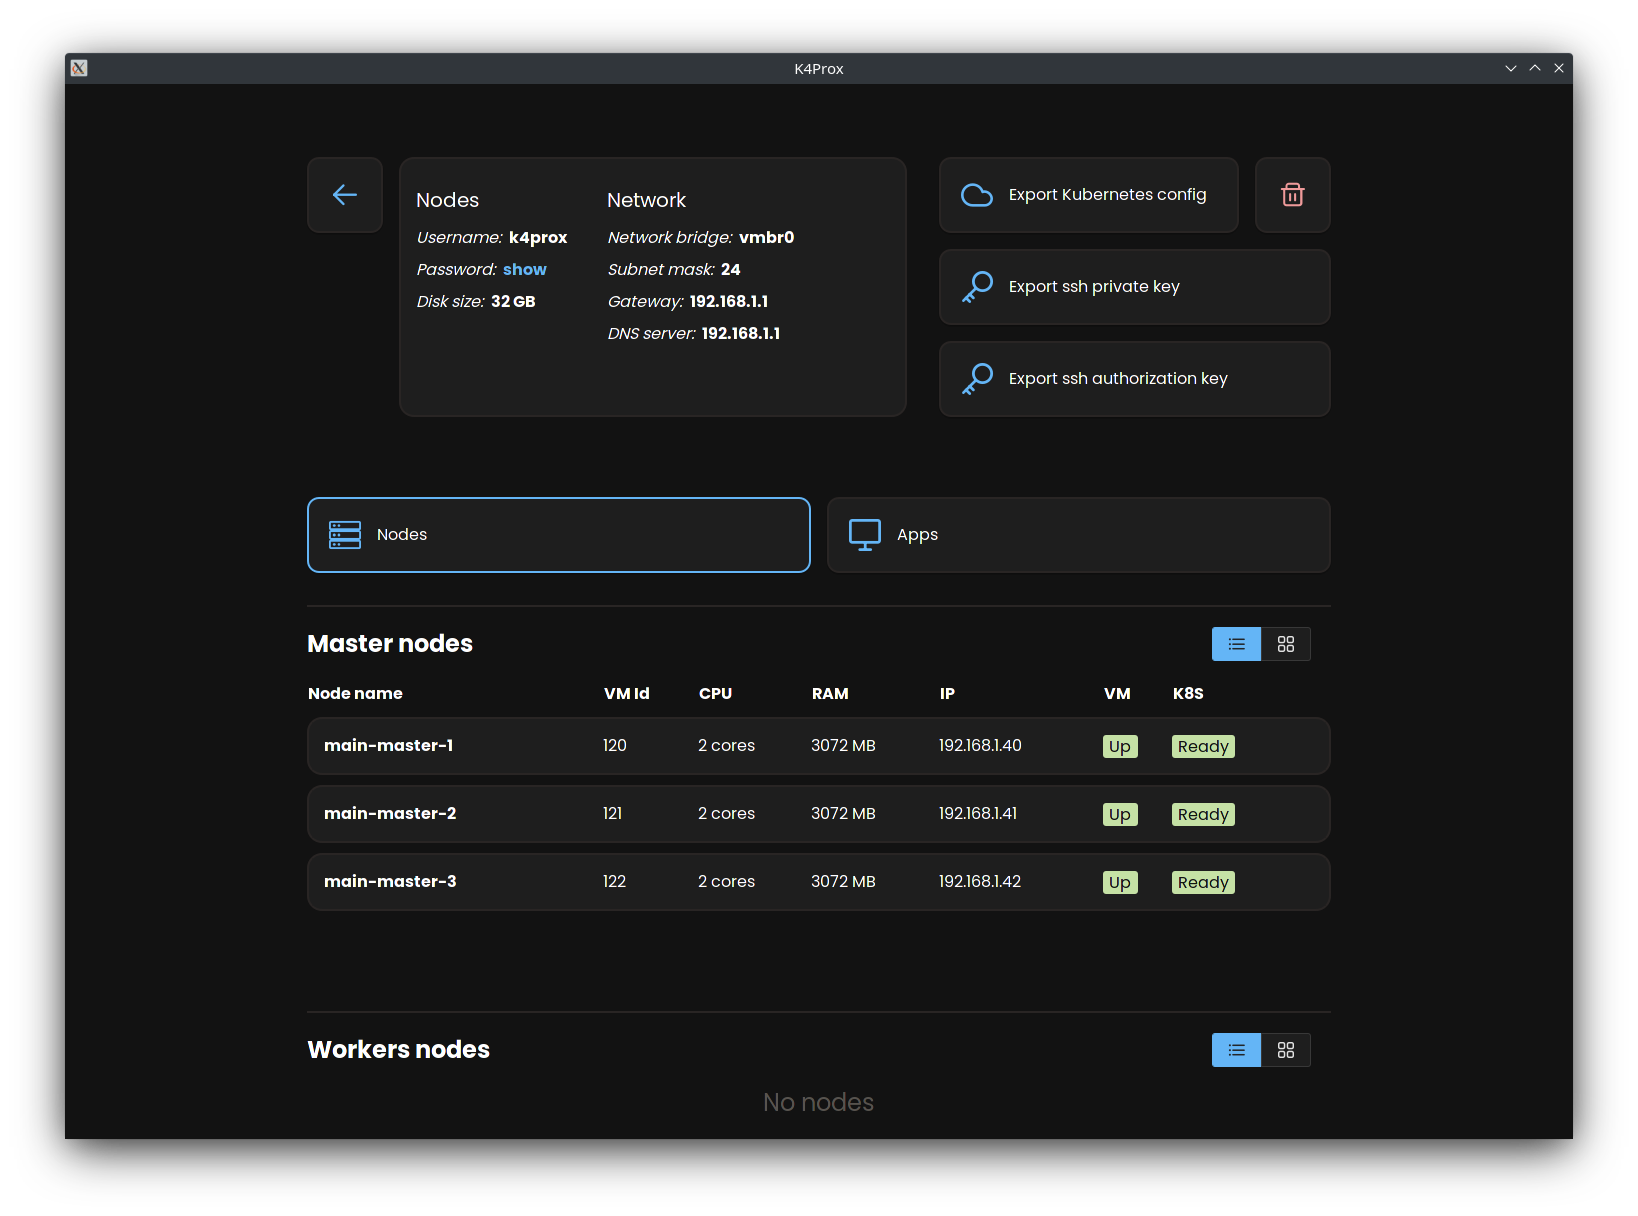 K4Prox
Nodes
Username: k4prox
Password: show
Disk size: 32 GB
Network
Network bridge: vmbr0
Subnet mask: 24
Gateway: 192.168.1.1
DNS server: 192.168.1.1
Export Kubernetes config
Export ssh private key
Export ssh authorization key
Nodes
Apps
Master nodes
Node name VM Id CPU RAM IP VM K8S
main-master-1 120 2 cores 3072 MB 192.168.1.40 Up Ready
main-master-2 121 2 cores 3072 MB 192.168.1.41 Up Ready
main-master-3 122 2 cores 3072 MB 192.168.1.42 Up Ready
Workers nodes
No nodes